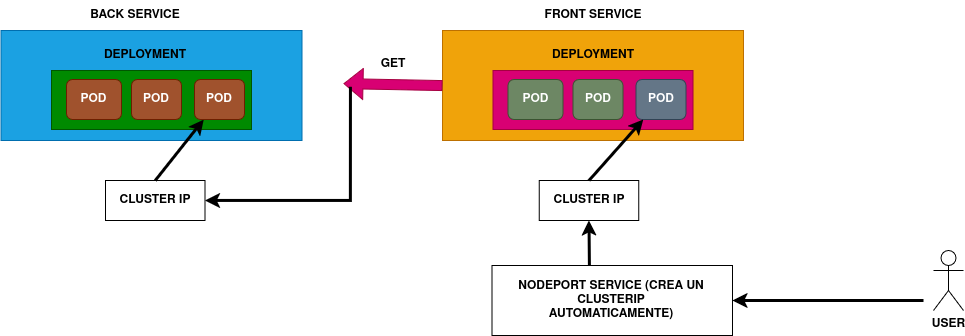 BACK SERVICE
FRONT SERVICE
DEPLOYMENT
GET
DEPLOYMENT
POD
POD
POD
POD
POD
POD
CLUSTER IP
CLUSTER IP
NODEPORT SERVICE (CREA UN
CLUSTERIP
AUTOMATICAMENTE)
USER